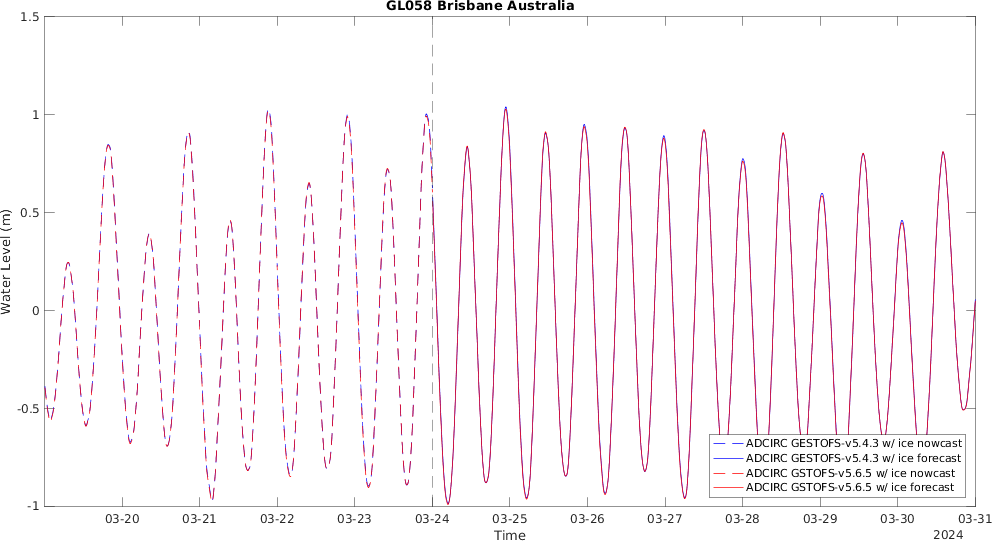 GL058 Brisbane Australia
1.5
1
0.5
0
-0.5
-1
Water Level (m)
ADCIRC GESTOFS-v5.4.3 w/ ice nowcast
ADCIRC GESTOFS-v5.4.3 w/ ice forecast
ADCIRC GSTOFS-v5.6.5 w/ ice nowcast
ADCIRC GSTOFS-v5.6.5 w/ ice forecast
03-20 03-21 03-22 03-23 03-24 03-25 03-26 03-27 03-28 03-29 03-30 03-31
Time
2024